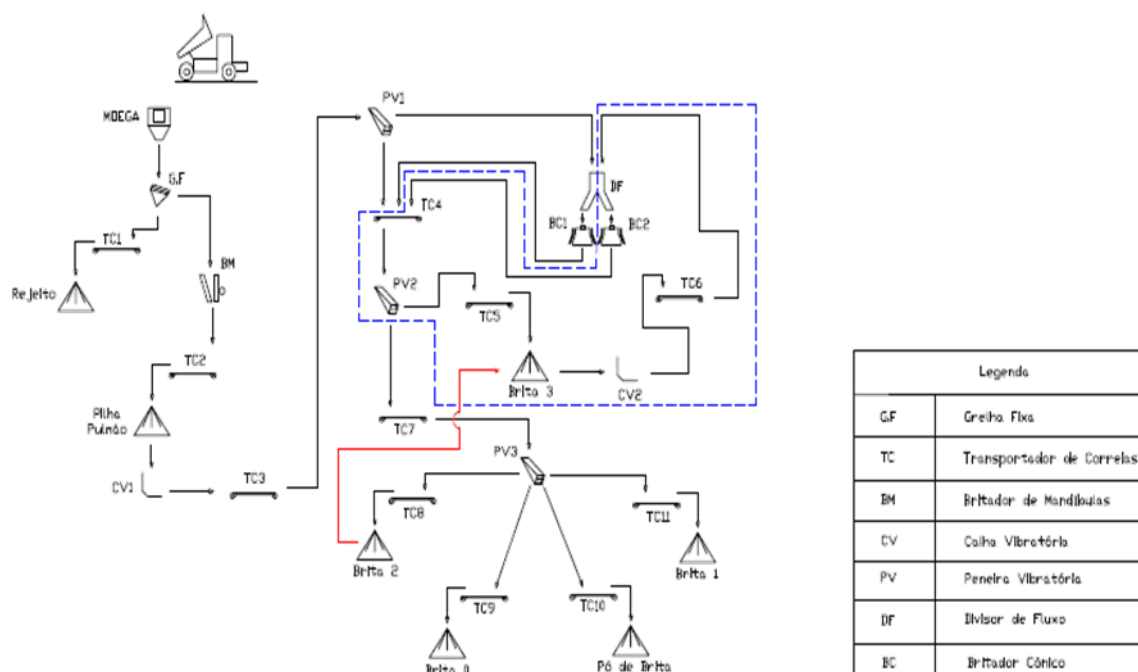 PV1
MOEGA
G.F
DF
TC4
BC1
BC2
TC1
BM
PV2
TC6
Rejeito
TC5
TC2
Brita 3
CV2
Pilha
Pulmão
TC7
PV3
CV1
TC3
TC8
TC11
Brita 2
Brita 1
TC9
TC10
Brita 0
Pó de Brita
Legenda
G.F Grelha Fixa
TC Transportador de Correias
BM Britador de Mandíbulas
CV Calha Vibratória
PV Peneira Vibratória
DF Divisor de Fluxo
BC Britador Cônico